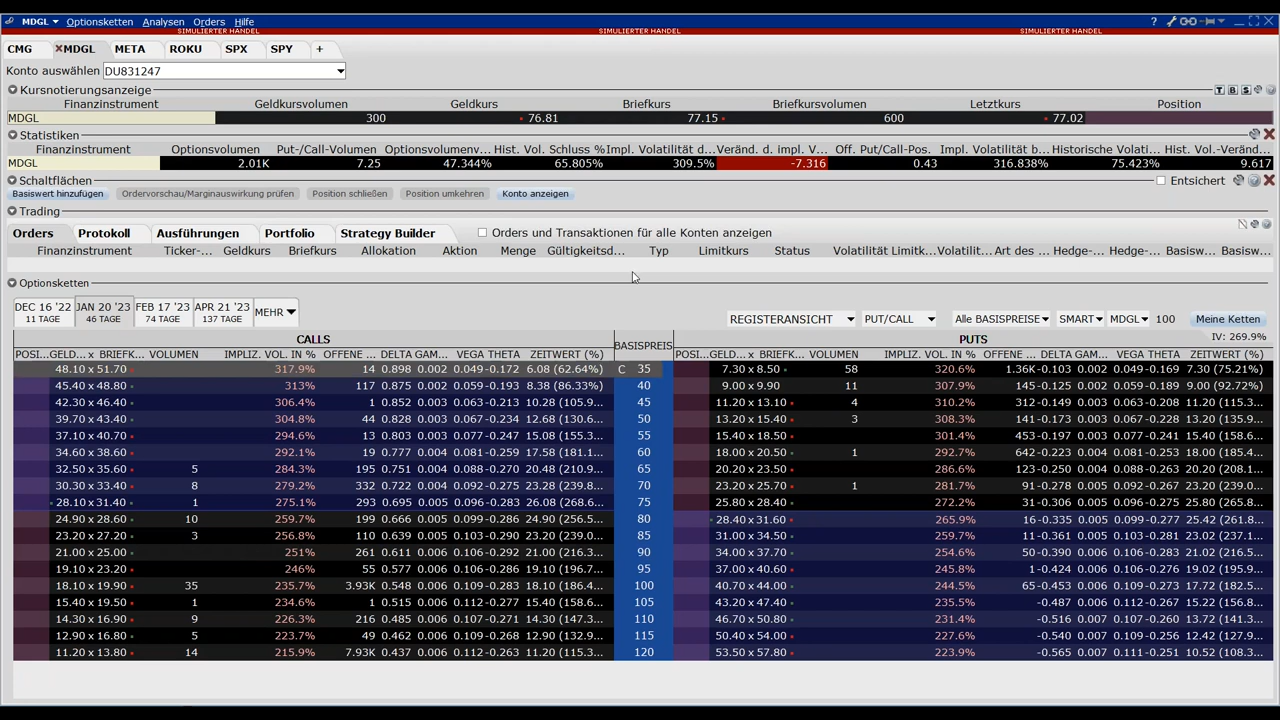 MDGL Optionsketten Analysen Orders Hilfe ?
SIMULIERTER HANDEL SIMULIERTER HANDEL SIMULIERTER HANDEL
CMG MDGL META ROKU SPX SPY +
Konto auswählen DU831247
Kursnotierungsanzeige T B S
Finanzinstrument Geldkursvolumen Geldkurs Briefkurs Briefkursvolumen Letztkurs Position
MDGL 300 76.81 77.15 600 77.02
Statistiken
Finanzinstrument Optionsvolumen Put-/Call-Volumen Optionsvolumenv... Hist. Vol. Schluss % Impl. Volatilität d... Veränd. d. impl. V... Off. Put/Call-Pos. Impl. Volatilität b... Historische Volati... Hist. Vol.-Veränd...
MDGL 2.01K 7.25 47.344% 65.805% 309.5% -7.316 0.43 316.838% 75.423% 9.617
Schaltflächen Entsichert
Basiswert hinzufügen Ordervorschau/Marginauswirkung prüfen Position schließen Position umkehren Konto anzeigen
Trading
Orders Protokoll Ausführungen Portfolio Strategy Builder Orders und Transaktionen für alle Konten anzeigen
Finanzinstrument Ticker-... Geldkurs Briefkurs Allokation Aktion Menge Gültigkeitsd... Typ Limitkurs Status Volatilität Limitk... Volatilit... Art des ... Hedge-... Hedge-... Basisw... Basisw...
Optionsketten
DEC 16 '22 JAN 20 '23 FEB 17 '23 APR 21 '23 MEHR
11 TAGE 46 TAGE 74 TAGE 137 TAGE
REGISTERANSICHT PUT/CALL Alle BASISPREISE SMART MDGL 100 Meine Ketten
CALLS BASISPREIS PUTS IV: 269.9%
POSI... GELD... x BRIEFK... VOLUMEN IMPLIZ. VOL. IN % OFFENE ... DELTA GAM... VEGA THETA ZEITWERT (%) POSI... GELD... x BRIEFK... VOLUMEN IMPLIZ. VOL. IN % OFFENE ... DELTA GAM... VEGA THETA ZEITWERT (%)
48.10 x 51.70 317.9% 14 0.898 0.002 0.049 -0.172 6.08 (62.64%) C 35 7.30 x 8.50 58 320.6% 1.36K -0.103 0.002 0.049 -0.169 7.30 (75.21%)
45.40 x 48.80 313% 117 0.875 0.002 0.059 -0.193 8.38 (86.33%) 40 9.00 x 9.90 11 307.9% 145 -0.125 0.002 0.059 -0.189 9.00 (92.72%)
42.30 x 46.40 306.4% 1 0.852 0.003 0.063 -0.213 10.28 (105.9... 45 11.20 x 13.10 4 310.2% 312 -0.149 0.003 0.063 -0.208 11.20 (115.3...
39.70 x 43.40 304.8% 44 0.828 0.003 0.067 -0.234 12.68 (130.6... 50 13.20 x 15.40 3 308.3% 141 -0.173 0.003 0.068 -0.228 13.20 (135.9...
37.10 x 40.70 294.6% 13 0.803 0.003 0.077 -0.247 15.08 (155.3... 55 15.40 x 18.50 301.4% 453 -0.197 0.003 0.077 -0.241 15.40 (158.6...
34.60 x 38.60 292.1% 19 0.777 0.004 0.081 -0.259 17.58 (181.1... 60 18.00 x 20.50 1 292.7% 642 -0.223 0.004 0.081 -0.253 18.00 (185.4...
32.50 x 35.60 5 284.3% 195 0.751 0.004 0.088 -0.270 20.48 (210.9... 65 20.20 x 23.50 286.6% 123 -0.250 0.004 0.088 -0.263 20.20 (208.1...
30.30 x 33.40 8 279.2% 332 0.722 0.004 0.092 -0.275 23.28 (239.8... 70 23.20 x 25.70 1 281.7% 91 -0.278 0.004 0.092 -0.267 23.20 (239.0...
28.10 x 31.40 1 275.1% 293 0.695 0.005 0.096 -0.283 26.08 (268.6... 75 25.80 x 28.40 272.2% 31 -0.306 0.005 0.096 -0.275 25.80 (265.8...
24.90 x 28.60 10 259.7% 199 0.666 0.005 0.099 -0.286 24.90 (256.5... 80 28.40 x 31.60 265.9% 16 -0.335 0.005 0.099 -0.277 25.42 (261.8...
23.20 x 27.20 3 256.8% 110 0.639 0.005 0.103 -0.290 23.20 (239.0... 85 31.00 x 34.50 259.7% 11 -0.361 0.005 0.103 -0.281 23.02 (237.1...
21.00 x 25.00 251% 261 0.611 0.006 0.106 -0.292 21.00 (216.3... 90 34.00 x 37.70 254.6% 50 -0.390 0.006 0.106 -0.283 21.02 (216.5...
19.10 x 23.20 246% 55 0.577 0.006 0.106 -0.286 19.10 (196.7... 95 37.00 x 40.60 245.8% 1 -0.424 0.006 0.106 -0.276 19.02 (195.9...
18.10 x 19.90 35 235.7% 3.93K 0.548 0.006 0.109 -0.283 18.10 (186.4... 100 40.70 x 44.00 244.5% 65 -0.453 0.006 0.109 -0.273 17.72 (182.5...
15.40 x 19.50 1 234.6% 1 0.515 0.006 0.112 -0.277 15.40 (158.6... 105 43.20 x 47.40 235.5% -0.487 0.006 0.112 -0.267 15.22 (156.8...
14.30 x 16.90 9 226.3% 216 0.485 0.006 0.107 -0.271 14.30 (147.3... 110 46.70 x 50.80 231.4% -0.516 0.006 0.107 -0.261 13.72 (141.3...
12.90 x 16.80 5 223.7% 49 0.462 0.006 0.109 -0.268 12.90 (132.9... 115 50.40 x 54.00 227.6% -0.540 0.007 0.109 -0.256 12.42 (127.9...
11.20 x 13.80 14 215.9% 7.93K 0.437 0.006 0.112 -0.263 11.20 (115.3... 120 53.50 x 57.80 223.9% -0.565 0.007 0.111 -0.251 10.52 (108.3...